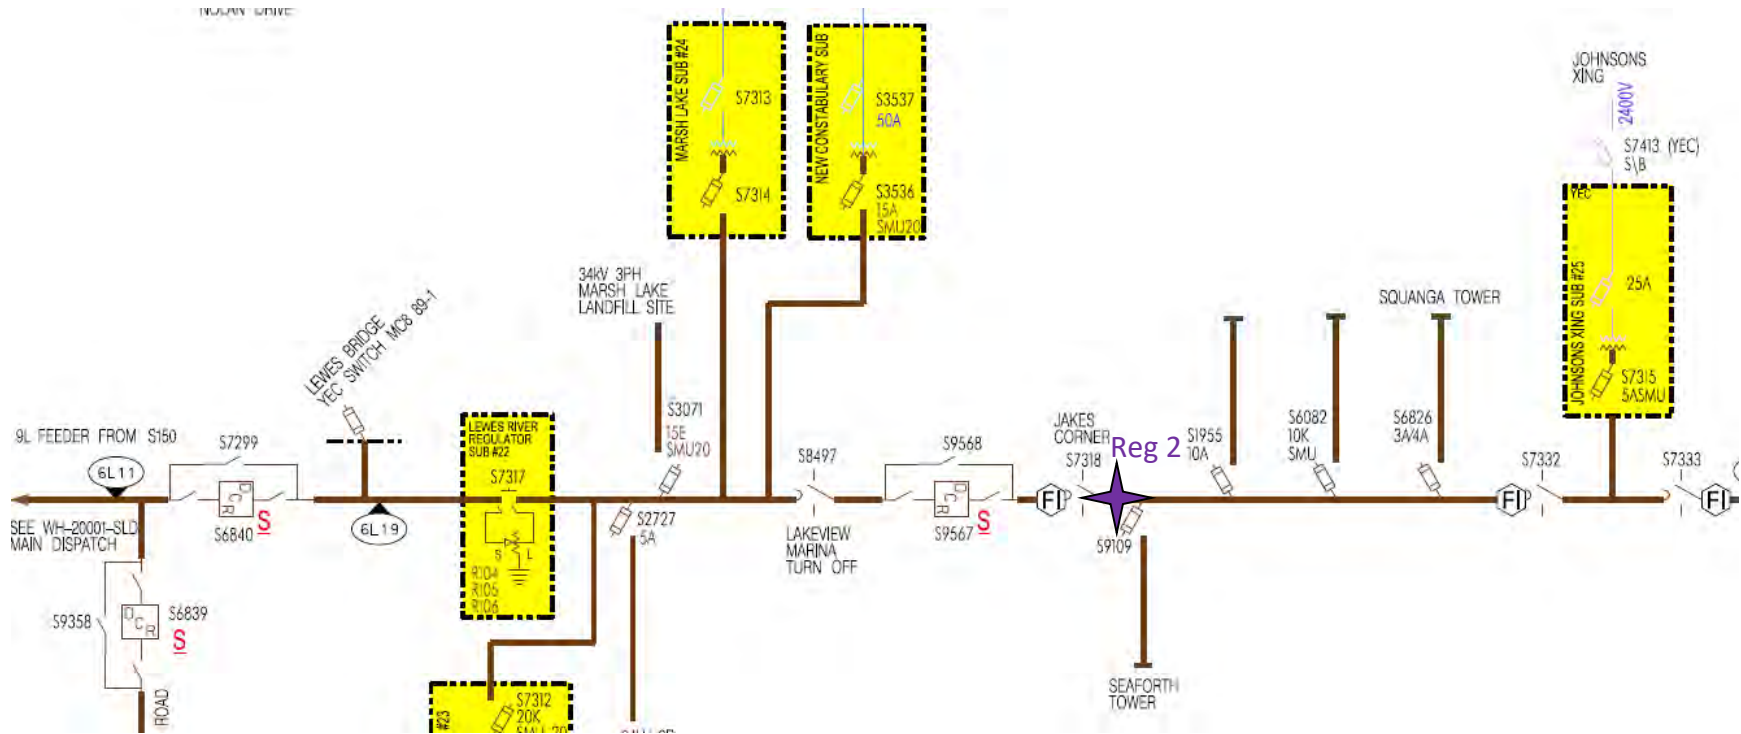 NOLAN DRIVE
MARSH LAKE SUB #24
S7313
S7314
NEW CONSTABULARY SUB
S3537
50A
S3536
15A
SMU20
JOHNSONS
XING
2400V
S7413 (YEC)
S\B
YEC
JOHNSONS XING SUB #25
25A
S7315
5ASMU
34kV 3PH
MARSH LAKE
LANDFILL SITE
SQUANGA TOWER
LEWES BRIDGE
YEC SWITCH MC8 89-1
9L FEEDER FROM S150
6L11
S7299
D
C
R
S6840
S
SEE WH-20001-SLD
MAIN DISPATCH
6L19
LEWES RIVER
REGULATOR
SUB #22
S7317
S
L
R104
R105
R106
S3071
15E
SMU20
S2727
5A
S8497
LAKEVIEW
MARINA
TURN OFF
S9568
D
C
R
S9567
S
JAKES
CORNER
S7318
FI
Reg 2
S9109
S1955
10A
S6082
10K
SMU
S6826
3A/4A
S7332
FI
S7333
FI
S9358
D
C
R
S6839
S
ROAD
#23
S7312
20K
SMU 20
SEAFORTH
TOWER